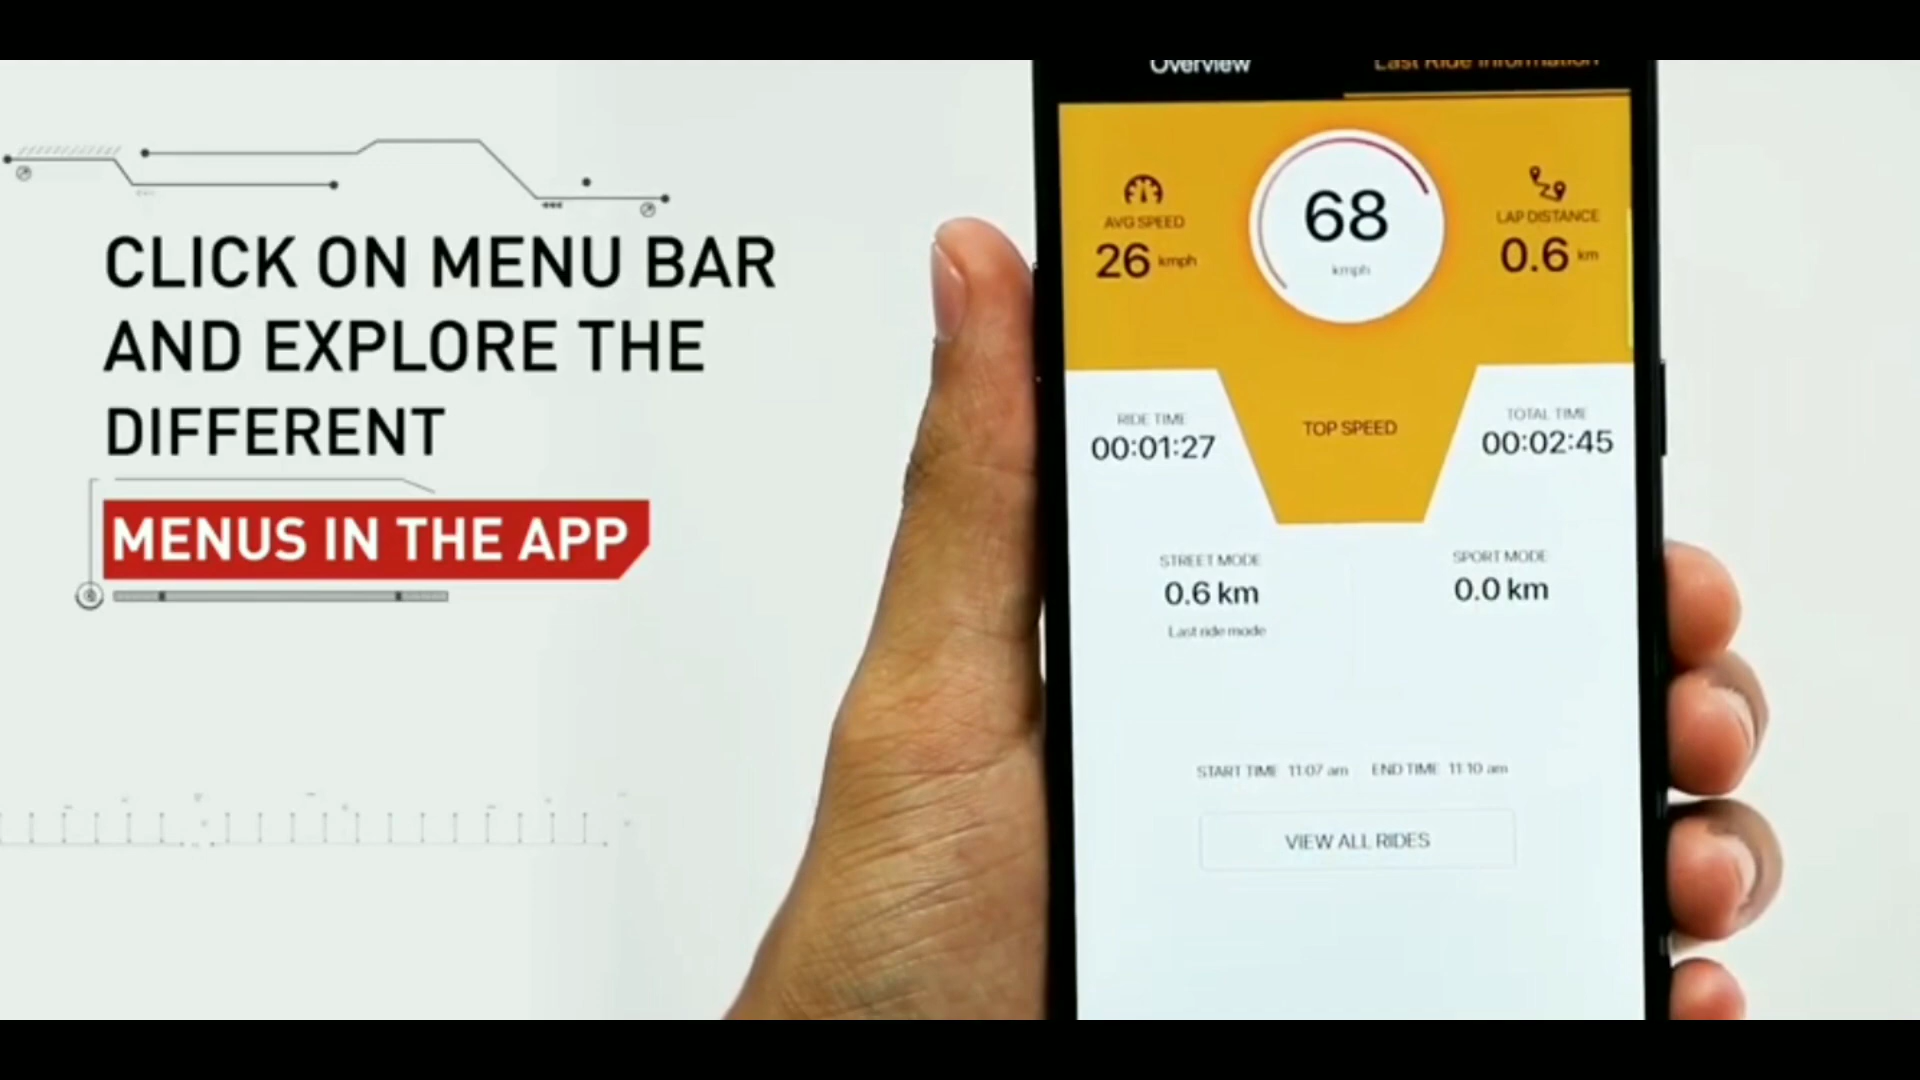 CLICK ON MENU BAR
AND EXPLORE THE
DIFFERENT
MENUS IN THE APP
Overview
Last Ride Information
AVG SPEED
26 kmph
68
kmph
LAP DISTANCE
0.6 km
RIDE TIME
00:01:27
TOP SPEED
TOTAL TIME
00:02:45
STREET MODE
0.6 km
Last ride mode
SPORT MODE
0.0 km
START TIME 11:07 am END TIME 11:10 am
VIEW ALL RIDES